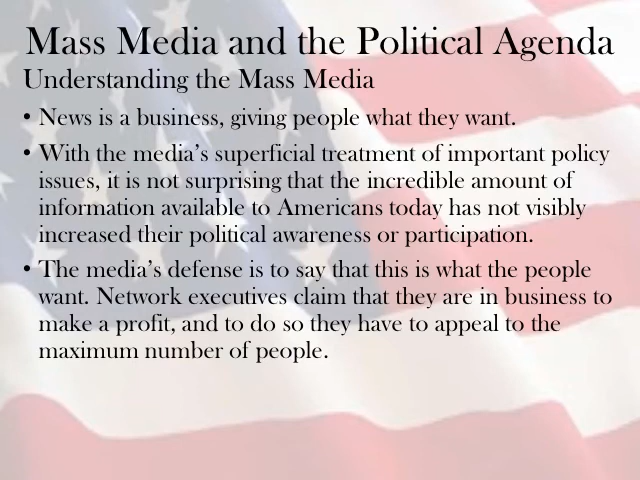 Mass Media and the Political Agenda
Understanding the Mass Media
• News is a business, giving people what they want.
• With the media’s superficial treatment of important policy
issues, it is not surprising that the incredible amount of
information available to Americans today has not visibly
increased their political awareness or participation.
• The media’s defense is to say that this is what the people
want. Network executives claim that they are in business to
make a profit, and to do so they have to appeal to the
maximum number of people.